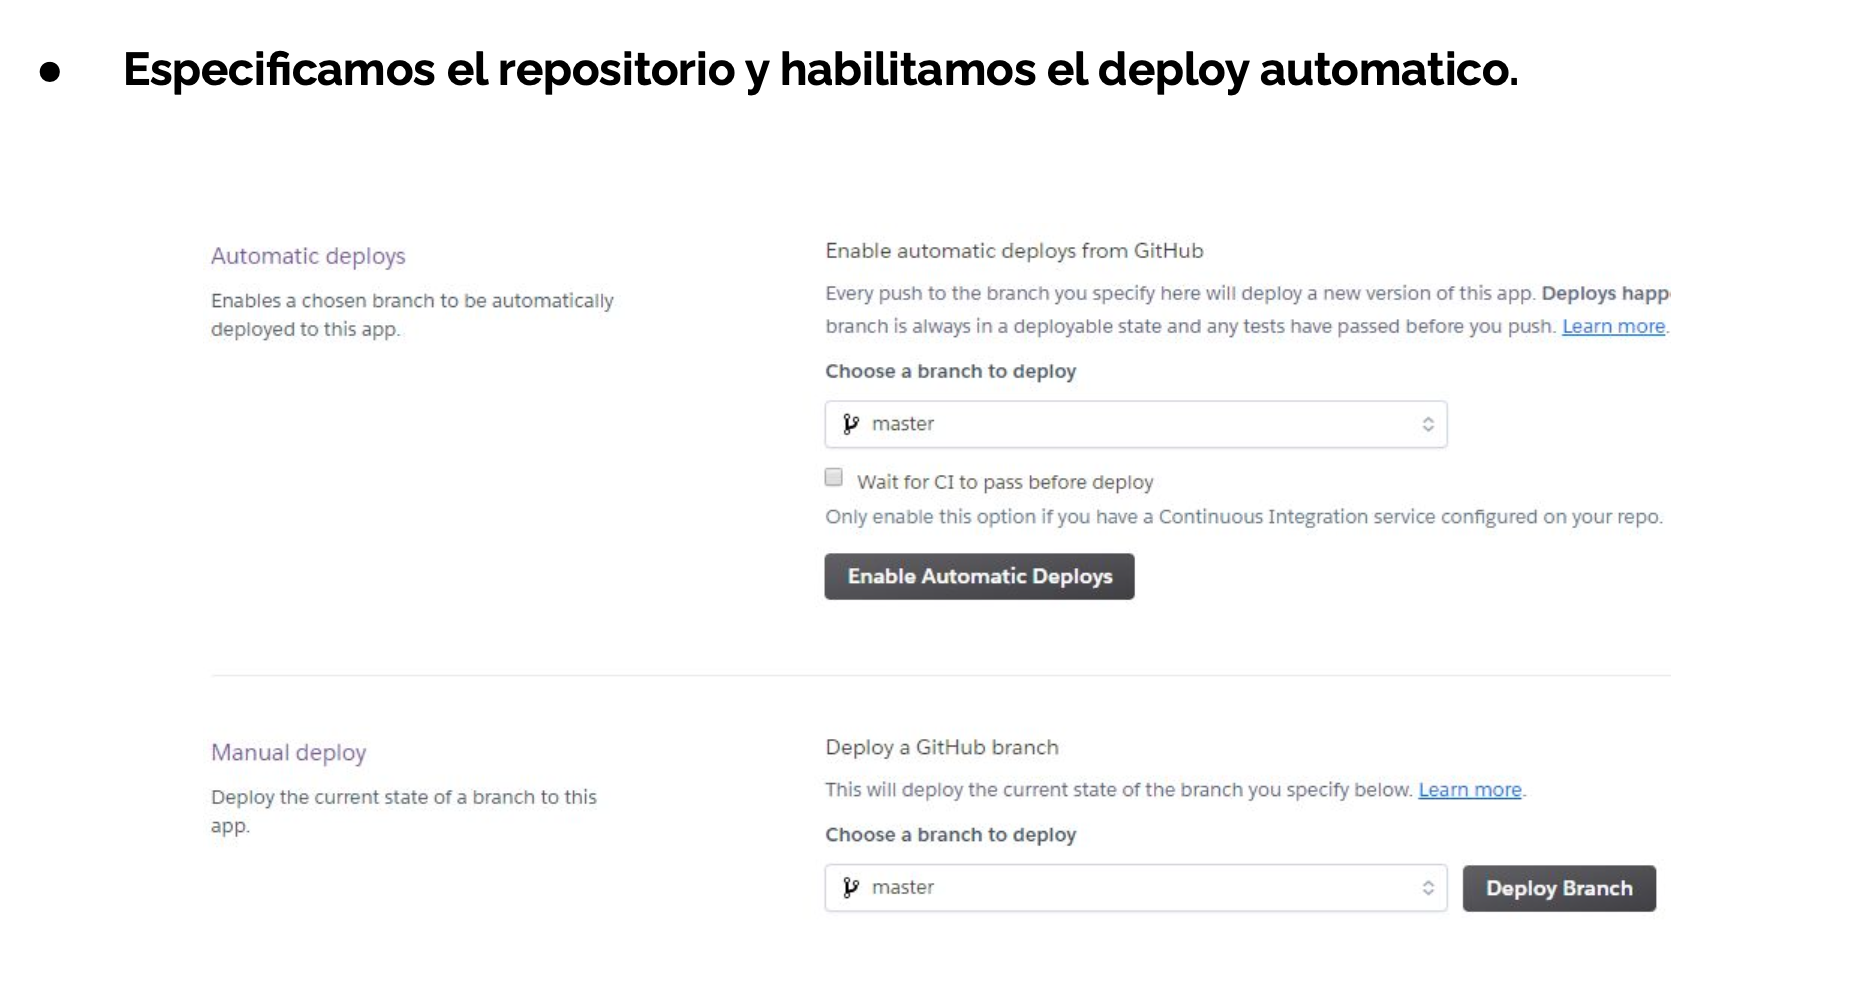 ● Especificamos el repositorio y habilitamos el deploy automatico.
Automatic deploys
Enables a chosen branch to be automatically
deployed to this app.
Enable automatic deploys from GitHub
Every push to the branch you specify here will deploy a new version of this app. Deploys
branch is always in a deployable state and any tests have passed before you push. Learn more.
Choose a branch to deploy
master
Wait for CI to pass before deploy
Only enable this option if you have a Continuous Integration service configured on your repo.
Enable Automatic Deploys
Manual deploy
Deploy the current state of a branch to this
app.
Deploy a GitHub branch
This will deploy the current state of the branch you specify below. Learn more.
Choose a branch to deploy
master
Deploy Branch